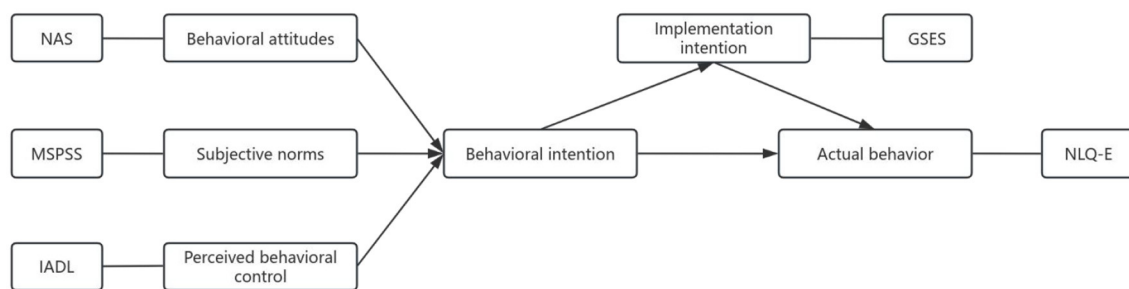 NAS
Behavioral attitudes
Implementation
intention
GSES
MSPSS
Subjective norms
Behavioral intention
Actual behavior
NLQ-E
IADL
Perceived behavioral
control